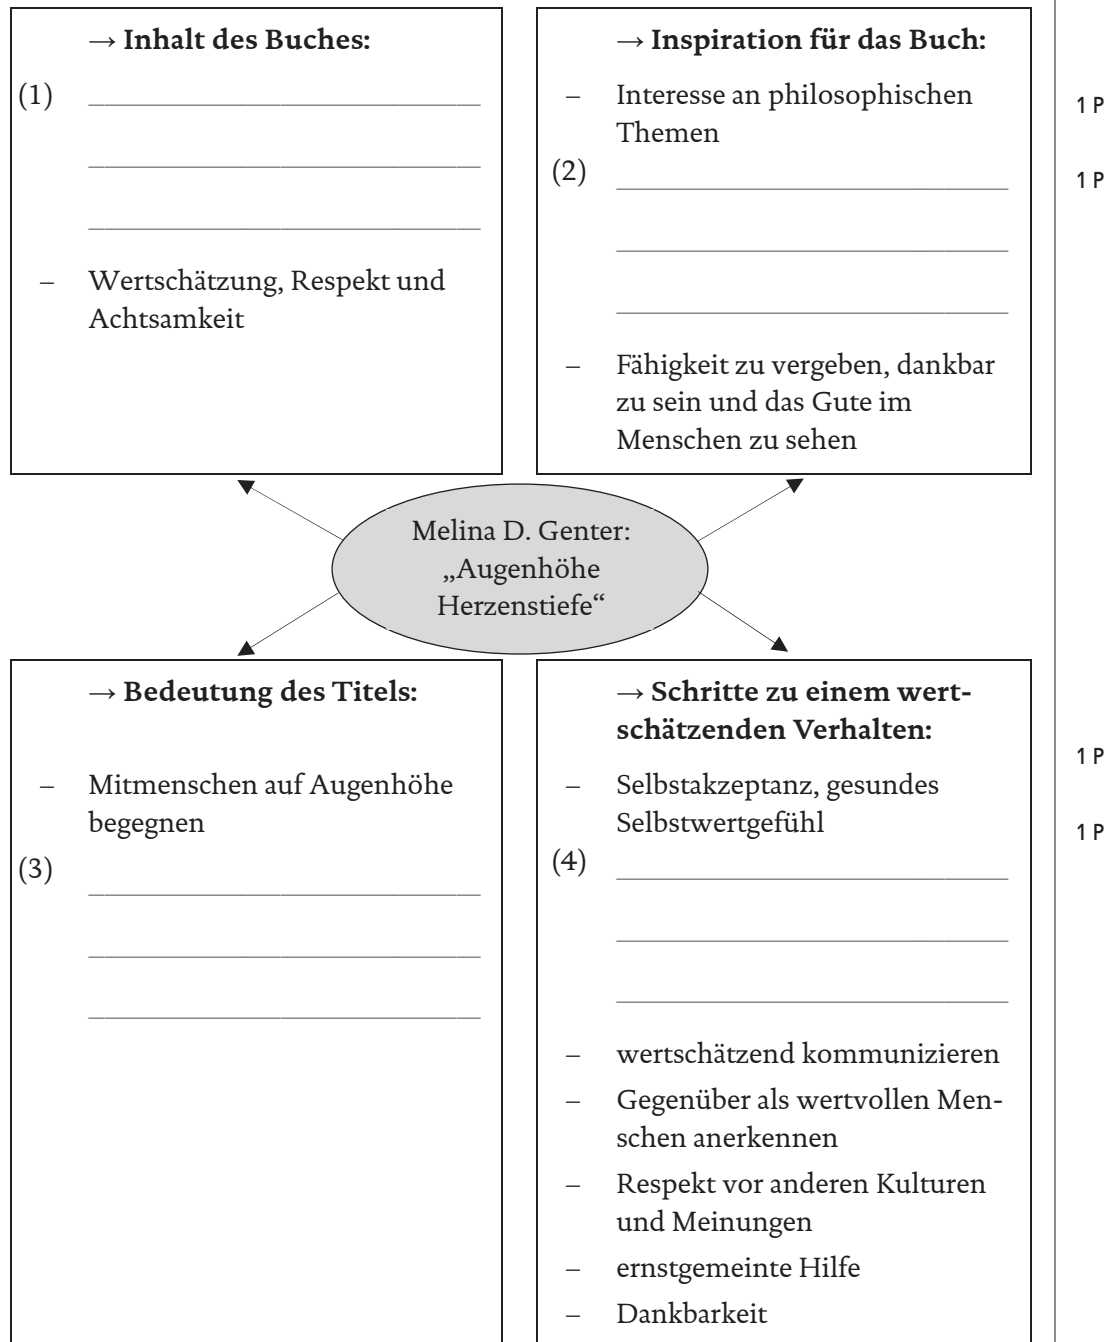 → Inhalt des Buches:
(1)
– Wertschätzung, Respekt und
Achtsamkeit
→ Inspiration für das Buch:
– Interesse an philosophischen
Themen
1 P
(2)
1 P
– Fähigkeit zu vergeben, dankbar
zu sein und das Gute im
Menschen zu sehen
Melina D. Genter:
„Augenhöhe
Herzenstiefe“
→ Bedeutung des Titels:
– Mitmenschen auf Augenhöhe
begegnen
(3)
→ Schritte zu einem wert-
schätzenden Verhalten:
1 P
– Selbstakzeptanz, gesundes
Selbstwertgefühl
1 P
(4)
– wertschätzend kommunizieren
– Gegenüber als wertvollen Men-
schen anerkennen
– Respekt vor anderen Kulturen
und Meinungen
– ernstgemeinte Hilfe
– Dankbarkeit